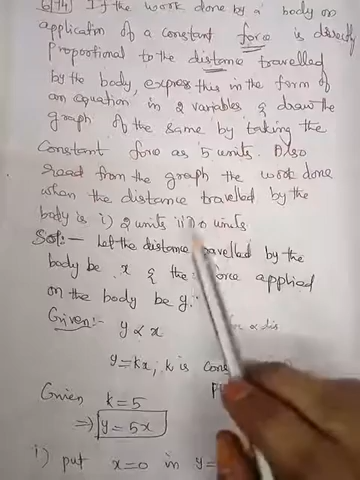 6(74)] If the work done by a body on
application of a constant force is directly
proportional to the distance travelled
by the body, express this in the form of
an equation in 2 variables & draw the
graph of the same by taking the
constant force as 5 units. Also
read from the graph the work done
when the distance travelled by the
body is i) 2 units ii) 0 units
Sol:- Let the distance travelled by the
body be x & the force applied
on the body be y.
Given:- y ∝ x ∝ dis
y = kx, k is
Given k = 5
⇒ y = 5x
i) put x=0 in y=